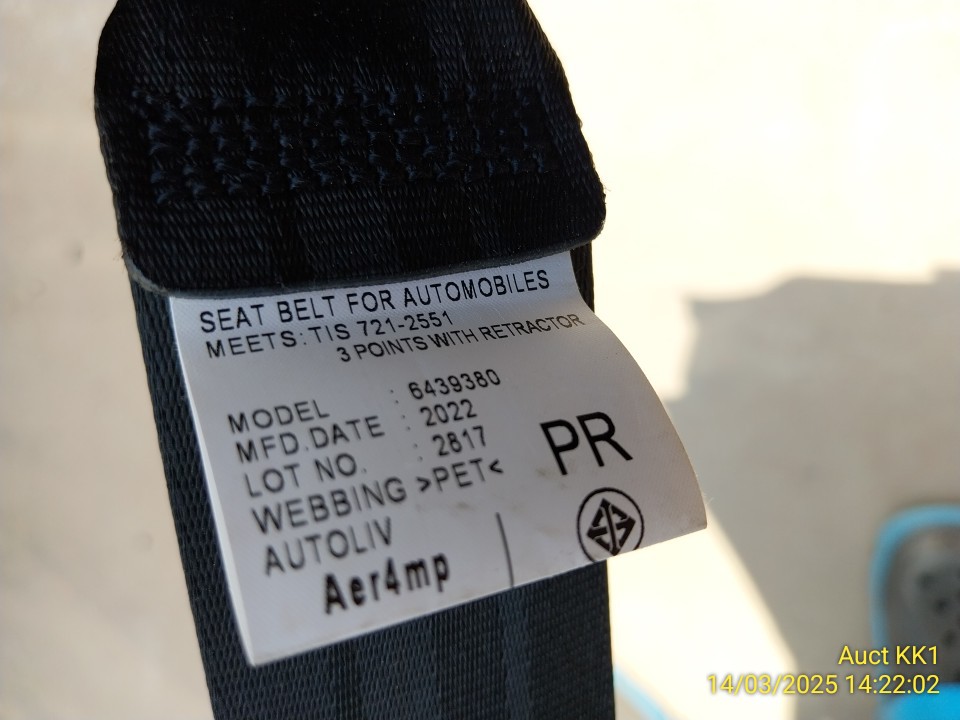 SEAT BELT FOR AUTOMOBILES
MEETS: TIS 721-2551
3 POINTS WITH RETRACTOR
MODEL : 6439380
MFD.DATE : 2022
LOT NO. : 2817
WEBBING >PET<
AUTOLIV
PR
Aer4mp
Auct KK1
14/03/2025 14:22:02